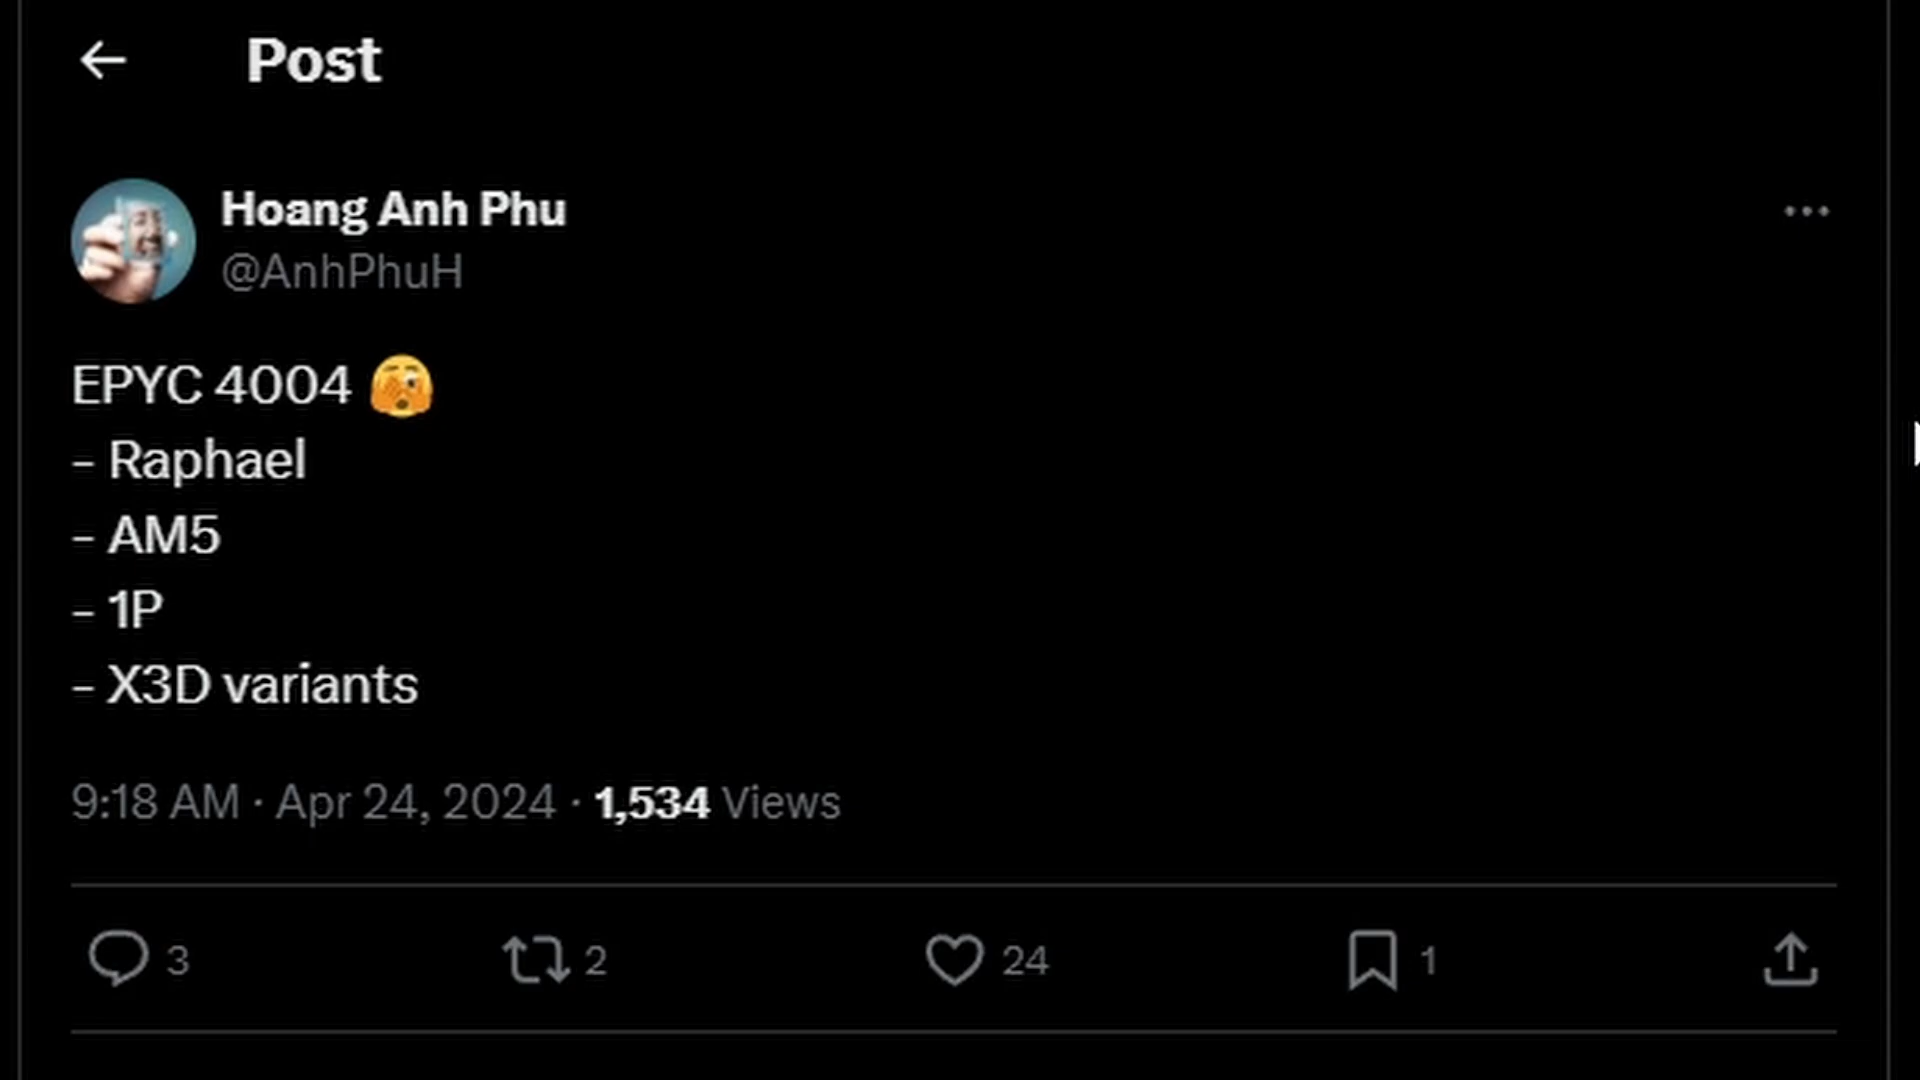 Post
Hoang Anh Phu
@AnhPhuH
EPYC 4004 🫣
– Raphael
– AM5
– 1P
– X3D variants
9:18 AM · Apr 24, 2024 · 1,534 Views
3 2 24 1